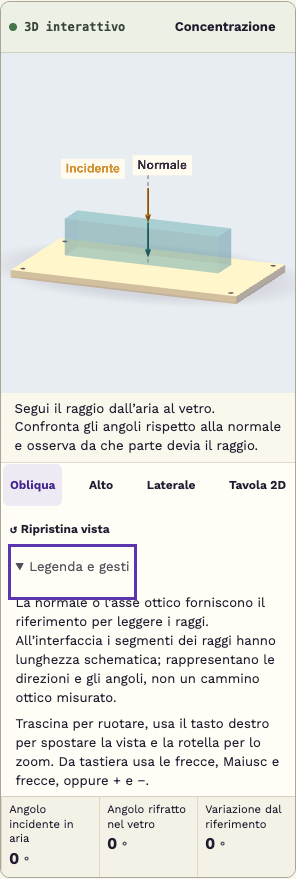 3D interattivo
Concentrazione
Incidente
Normale
Segui il raggio dall’aria al vetro.
Confronta gli angoli rispetto alla normale
e osserva da che parte devia il raggio.
Obliqua
Alto
Laterale
Tavola 2D
↺ Ripristina vista
▼ Legenda e gesti
La normale o l’asse ottico forniscono il
riferimento per leggere i raggi.
All’interfaccia i segmenti dei raggi hanno
lunghezza schematica; rappresentano le
direzioni e gli angoli, non un cammino
ottico misurato.
Trascina per ruotare, usa il tasto destro
per spostare la vista e la rotella per lo
zoom. Da tastiera usa le frecce, Maiusc e
frecce, oppure + e −.
Angolo
incidente in
aria
0 °
Angolo rifratto
nel vetro
0 °
Variazione dal
riferimento
0 °